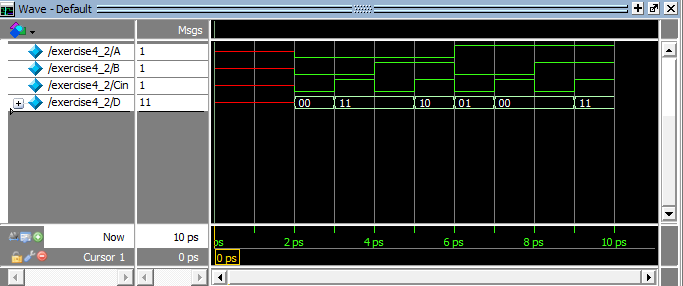 Wave - Default
Msgs
/exercise4_2/A 1
/exercise4_2/B 1
/exercise4_2/Cin 1
/exercise4_2/D 11 00 11 10 01 00 11
Now 10 ps ps 2 ps 4 ps 6 ps 8 ps 10 ps
Cursor 1 0 ps 0 ps